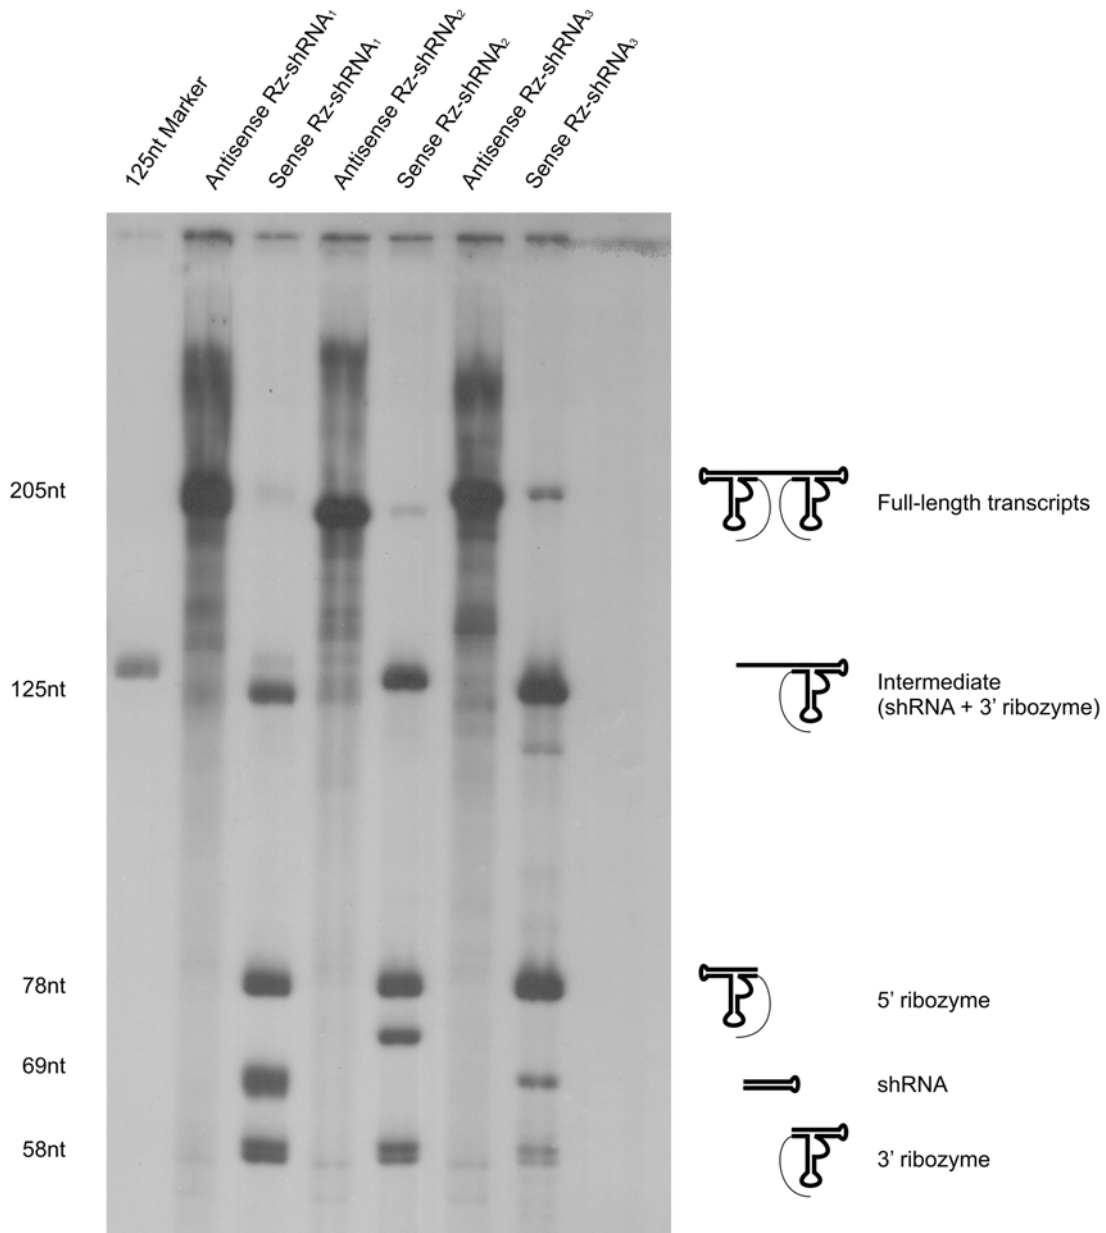 125nt Marker
Antisense Rz-shRNA₁
Sense Rz-shRNA₁
Antisense Rz-shRNA₂
Sense Rz-shRNA₂
Antisense Rz-shRNA₃
Sense Rz-shRNA₃
205nt
Full-length transcripts
125nt
Intermediate
(shRNA + 3’ ribozyme)
78nt
5’ ribozyme
69nt
shRNA
58nt
3’ ribozyme